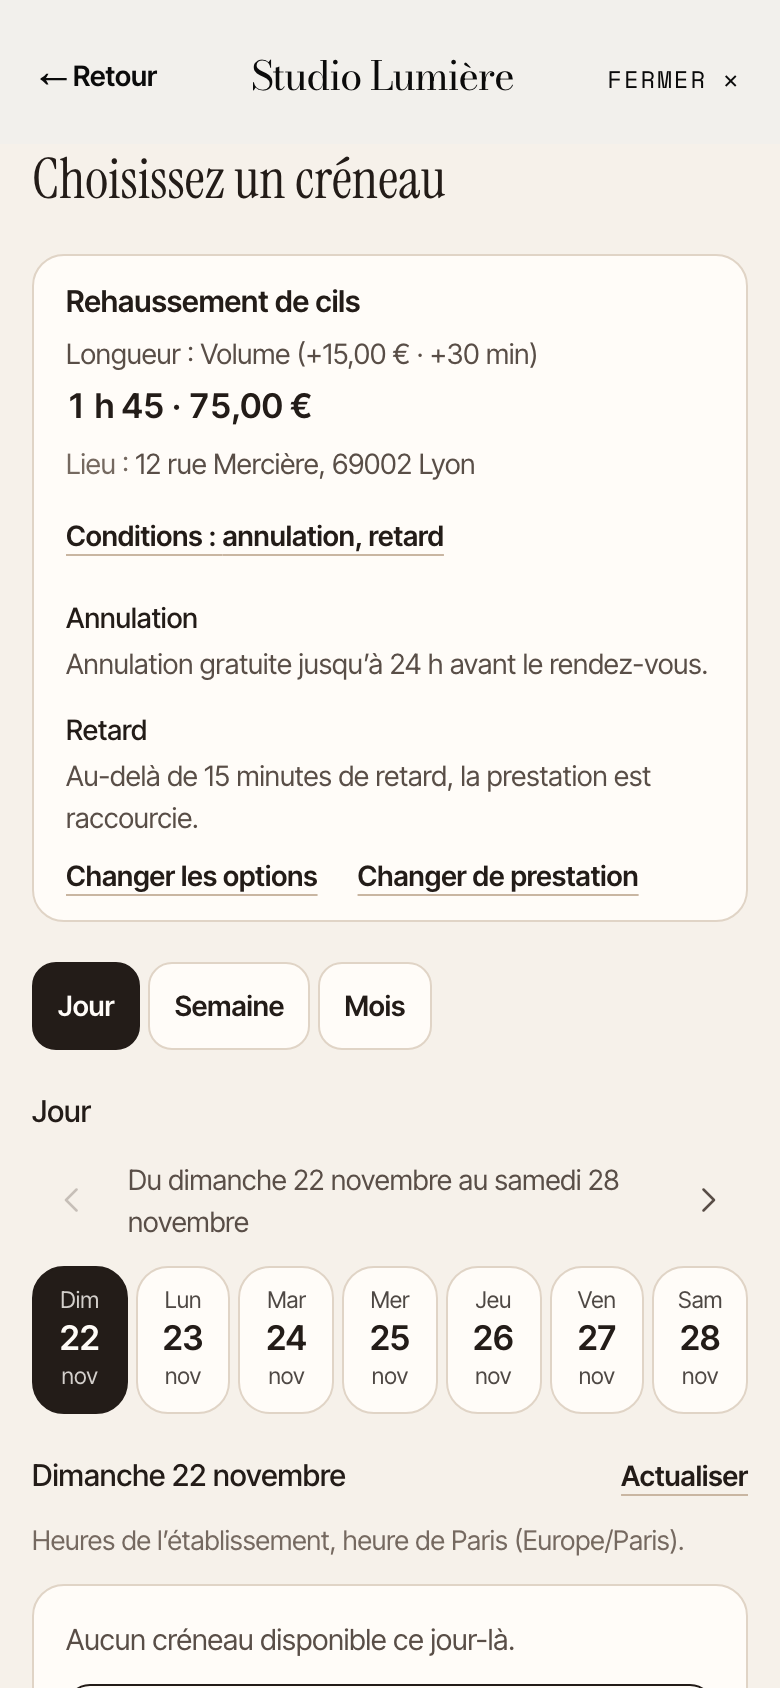 ← Retour
Studio Lumière
FERMER ×
Choisissez un créneau
Rehaussement de cils
Longueur : Volume (+15,00 € · +30 min)
1 h 45 · 75,00 €
Lieu : 12 rue Mercière, 69002 Lyon
Conditions : annulation, retard
Annulation
Annulation gratuite jusqu’à 24 h avant le rendez-vous.
Retard
Au-delà de 15 minutes de retard, la prestation est
raccourcie.
Changer les options
Changer de prestation
Jour
Semaine
Mois
Jour
Du dimanche 22 novembre au samedi 28
novembre
Dim
22
nov
Lun
23
nov
Mar
24
nov
Mer
25
nov
Jeu
26
nov
Ven
27
nov
Sam
28
nov
Dimanche 22 novembre
Actualiser
Heures de l’établissement, heure de Paris (Europe/Paris).
Aucun créneau disponible ce jour-là.